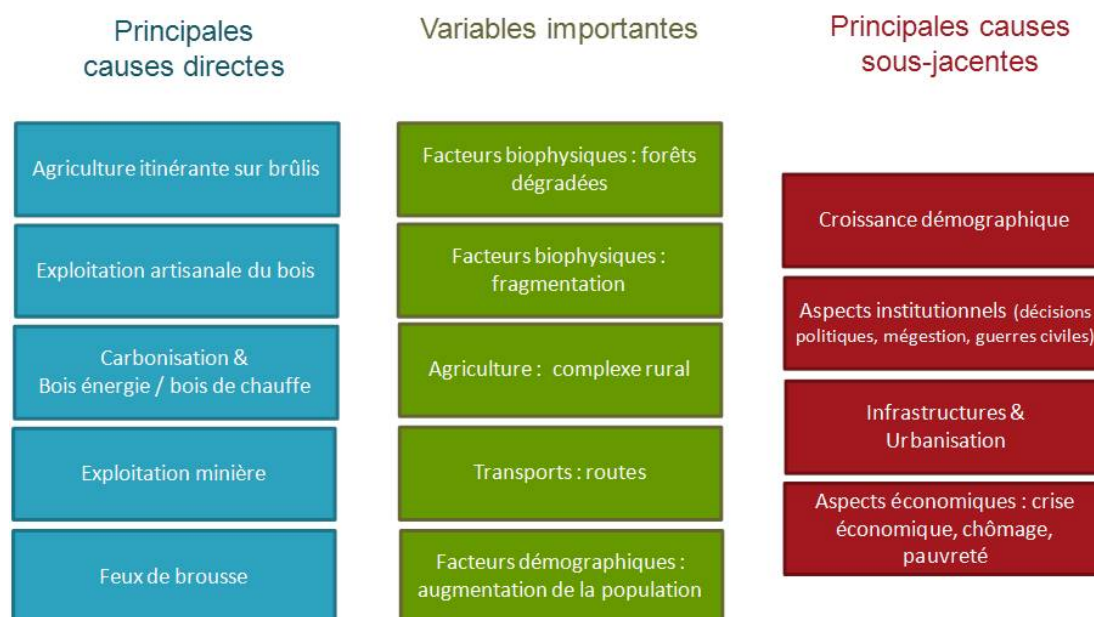 Principales
causes directes
Agriculture itinérante sur brûlis
Exploitation artisanale du bois
Carbonisation &
Bois énergie / bois de chauffe
Exploitation minière
Feux de brousse
Variables importantes
Facteurs biophysiques : forêts
dégradées
Facteurs biophysiques :
fragmentation
Agriculture : complexe rural
Transports : routes
Facteurs démographiques :
augmentation de la population
Principales causes
sous-jacentes
Croissance démographique
Aspects institutionnels (décisions
politiques, mégestion, guerres civiles)
Infrastructures &
Urbanisation
Aspects économiques : crise
économique, chômage,
pauvreté